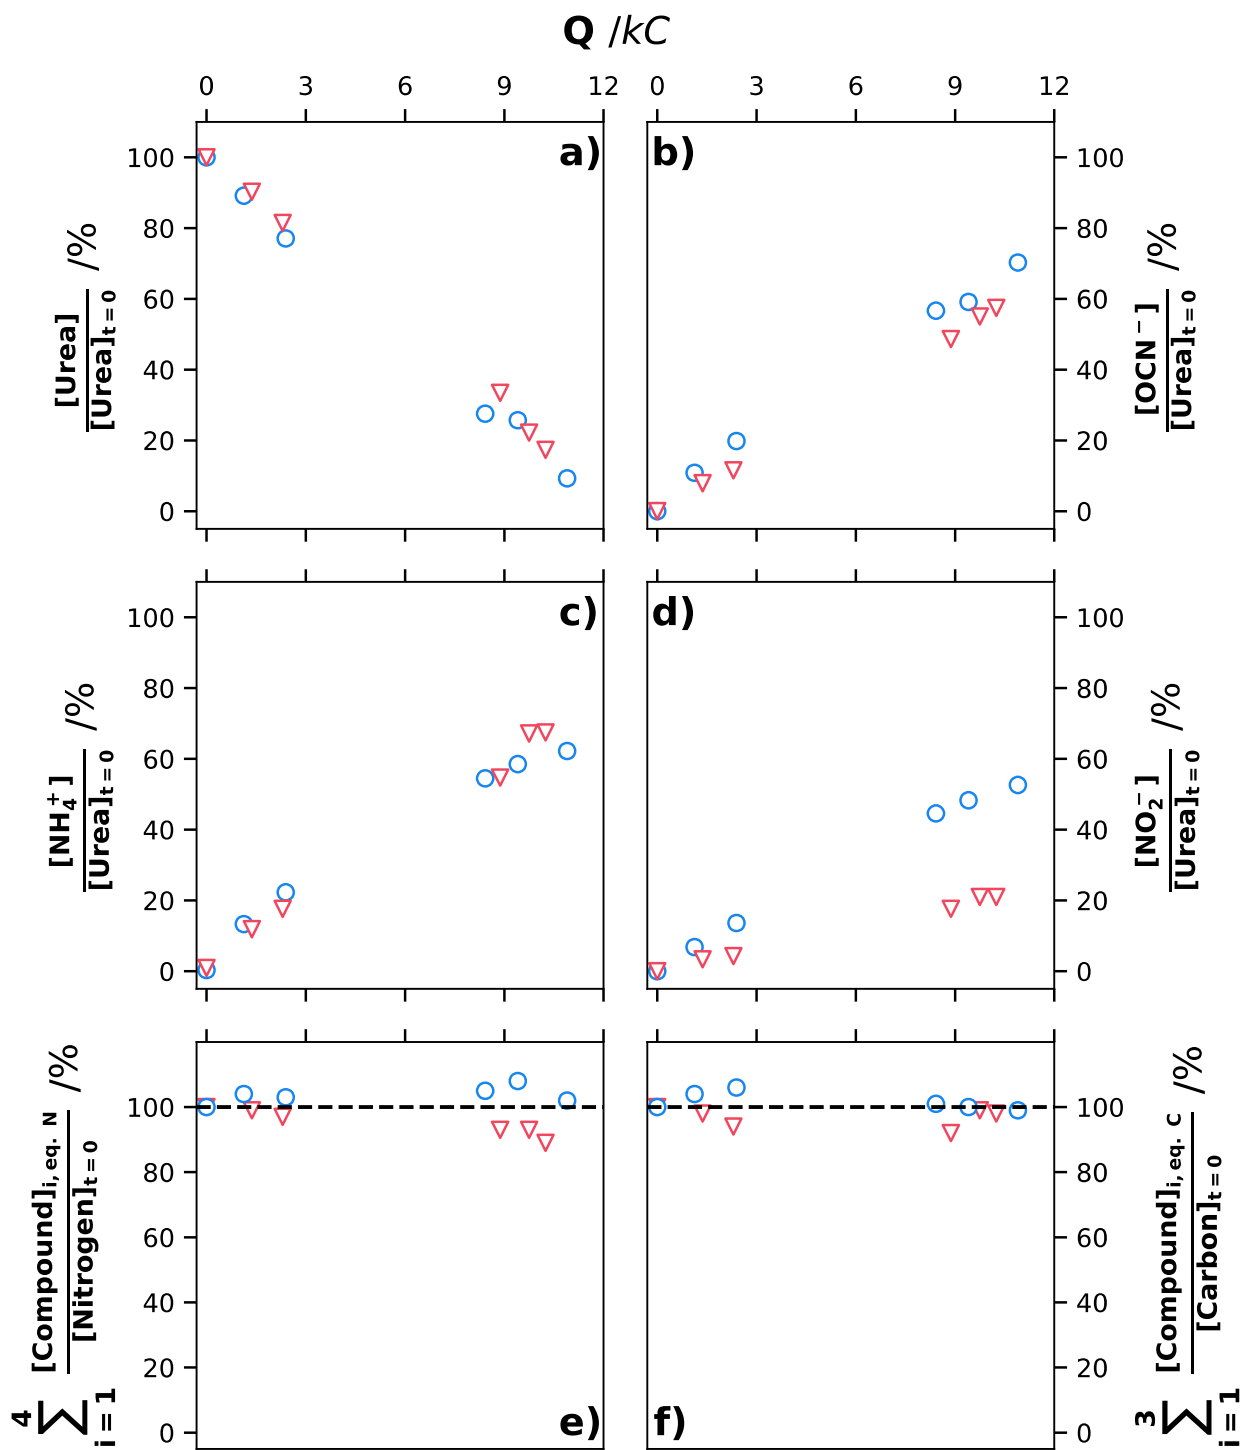 Q /kC
0 3 6 9 12
0 3 6 9 12
a)
b)
100
80
60
40
20
0
[Urea]
[Urea]t = 0 /%
100
80
60
40
20
0
[OCN−]
[Urea]t = 0 /%
c)
d)
100
80
60
40
20
0
[NH4+]
[Urea]t = 0 /%
100
80
60
40
20
0
[NO2−]
[Urea]t = 0 /%
e)
f)
100
80
60
40
20
0
4
∑
i = 1
[Compound]i, eq. N
[Nitrogen]t = 0 /%
100
80
60
40
20
0
3
∑
i = 1
[Compound]i, eq. C
[Carbon]t = 0 /%